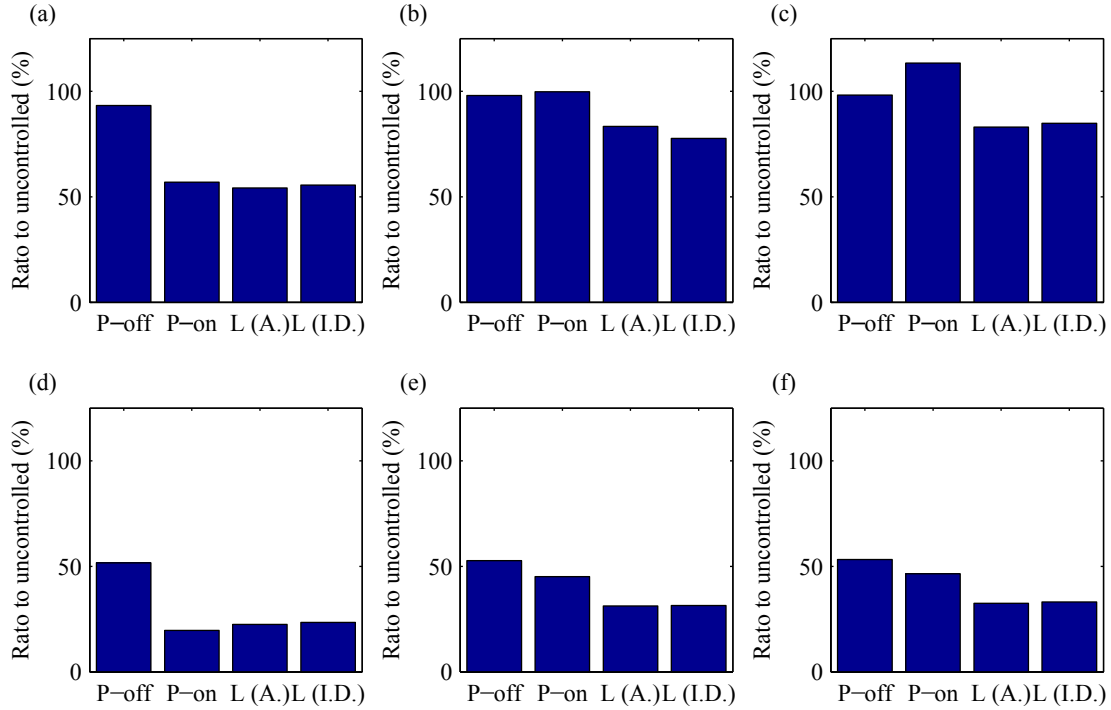 (a)
Rato to uncontrolled (%)
100
50
0
P−off P−on L (A.) L (I.D.)
(b)
Rato to uncontrolled (%)
100
50
0
P−off P−on L (A.) L (I.D.)
(c)
Rato to uncontrolled (%)
100
50
0
P−off P−on L (A.) L (I.D.)
(d)
Rato to uncontrolled (%)
100
50
0
P−off P−on L (A.) L (I.D.)
(e)
Rato to uncontrolled (%)
100
50
0
P−off P−on L (A.) L (I.D.)
(f)
Rato to uncontrolled (%)
100
50
0
P−off P−on L (A.) L (I.D.)